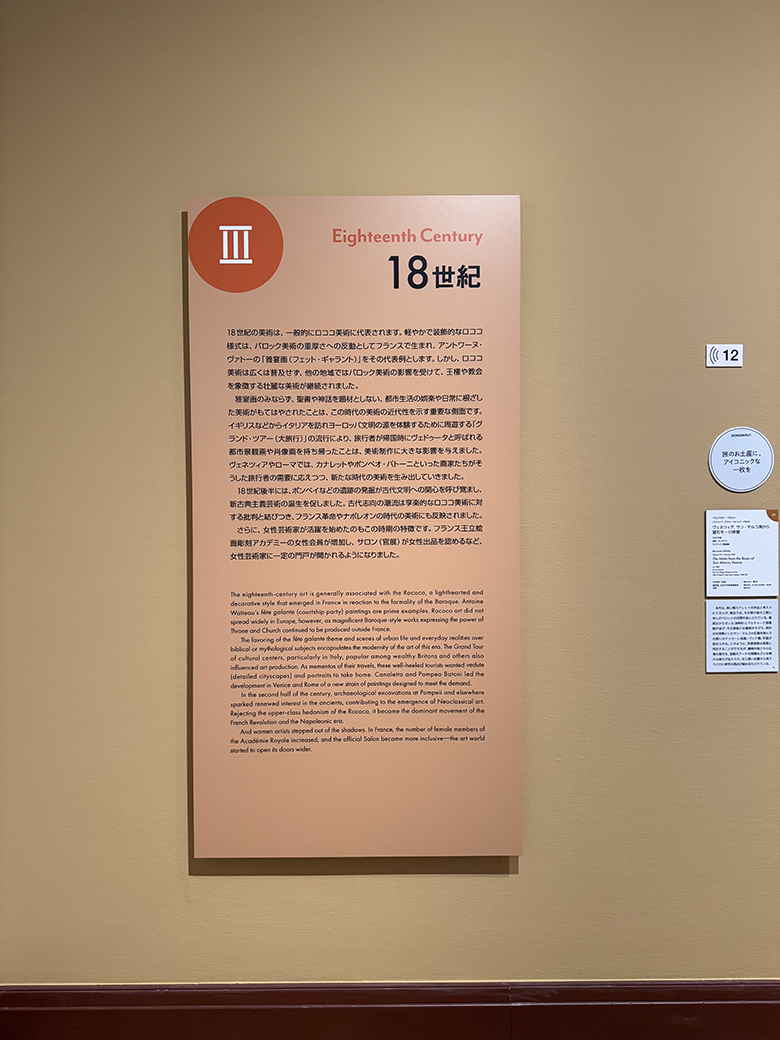 III
Eighteenth Century
18世紀
18世紀の美術は、一般的にロココ美術に代表されます。軽やかで装飾的なロココ
様式は、バロック美術の重厚さへの反動としてフランスで生まれ、アントワーヌ・
ヴァトーの「雅宴画（フェット・ギャラント）」をその代表例とします。しかし、ロココ
美術は広くは普及せず、他の地域ではバロック美術の影響を受けて、王権や教会
を象徴する壮麗な美術が継続されました。
雅宴画のみならず、聖書や神話を題材としない、都市生活の娯楽や日常に根ざし
た美術がもてはやされたことは、この時代の美術の近代性を示す重要な側面です。
イギリスなどからイタリアを訪れヨーロッパ文明の源を体験するために周遊する「グ
ランド・ツアー（大旅行）」の流行により、旅行者が帰国時にヴェドゥータと呼ばれる
都市景観画や肖像画を持ち帰ったことは、美術制作に大きな影響を与えました。
ヴェネツィアやローマでは、カナレットやポンペオ・バトーニといった画家たちがそ
うした旅行者の需要に応えつつ、新たな時代の美術を生み出していきました。
18世紀後半には、ポンペイなどの遺跡の発掘が古代文明への関心を呼び覚まし、
新古典主義芸術の誕生を促しました。古代志向の潮流は享楽的なロココ美術に対
する批判と結びつき、フランス革命やナポレオンの時代の美術にも反映されました。
さらに、女性芸術家が活躍を始めたのもこの時期の特徴です。フランス王立絵
画彫刻アカデミーの女性会員が増加し、サロン（官展）が女性出品を認めるなど、
女性芸術家に一定の門戸が開かれるようになりました。
The eighteenth-century art is generally associated with the Rococo, a lighthearted and
decorative style that emerged in France in reaction to the formality of the Baroque. Antoine
Watteau's fête galante (courtship party) paintings are prime examples. Rococo art did not
spread widely in Europe, however, as magnificent Baroque-style works expressing the power of
Throne and Church continued to be produced outside France.
The favoring of the fête galante theme and scenes of urban life and everyday realities over
biblical or mythological subjects encapsulates the modernity of the art of this era. The Grand Tour
of cultural centers, particularly in Italy, popular among wealthy Britons and others also
influenced art production. As mementos of their travels, these well-heeled tourists wanted vedute
(detailed cityscapes) and portraits to take home. Canaletto and Pompeo Batoni led the
development in Venice and Rome of a new strain of paintings designed to meet the demand.
In the second half of the century, archaeological excavations at Pompeii and elsewhere
sparked renewed interest in the ancients, contributing to the emergence of Neoclassical art.
Rejecting the upper-class hedonism of the Rococo, it became the dominant movement of the
French Revolution and the Napoleonic era.
And women artists stepped out of the shadows. In France, the number of female members of
the Académie Royale increased, and the official Salon became more inclusive—the art world
started to open its doors wider.
12
旅のお土産に、
アイコニックな
一枚を
ヴェネツィア、サン・マルコ湾から
望むモーロ岸壁
The Molo from the Basin of
San Marco, Venice